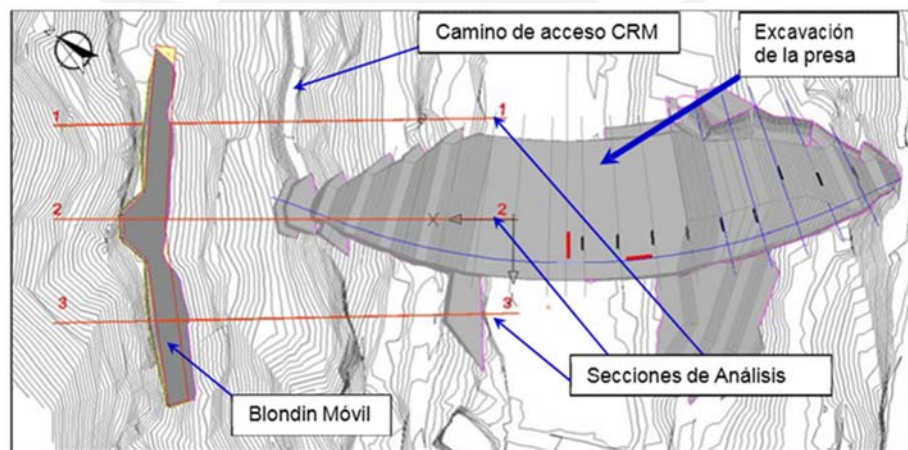 Camino de acceso CRM
Excavación
de la presa
1
1
2
X
2
3
3
Secciones de Análisis
Blondin Móvil